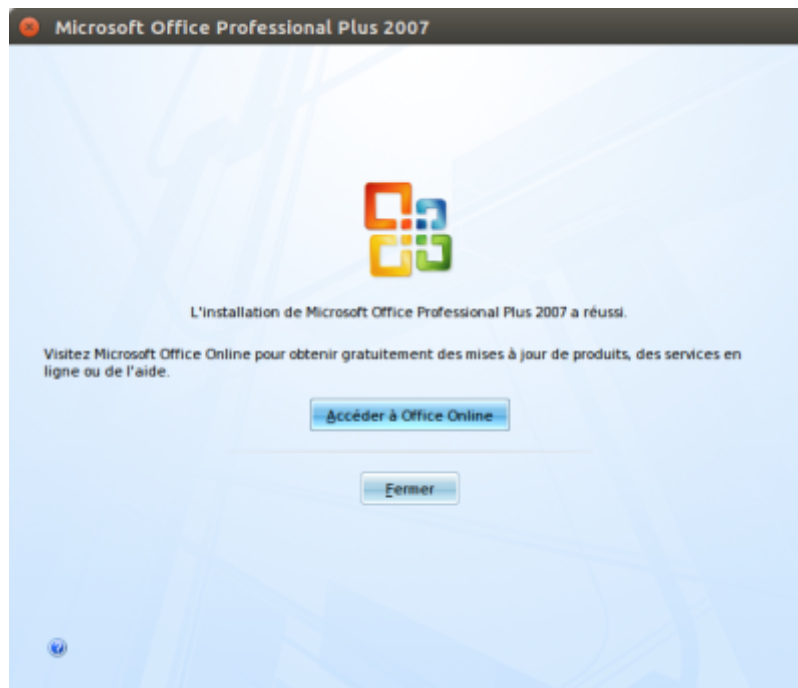 Microsoft Office Professional Plus 2007
L'installation de Microsoft Office Professional Plus 2007 a réussi.
Visitez Microsoft Office Online pour obtenir gratuitement des mises à jour de produits, des services en
ligne ou de l'aide.
Accéder à Office Online
Fermer